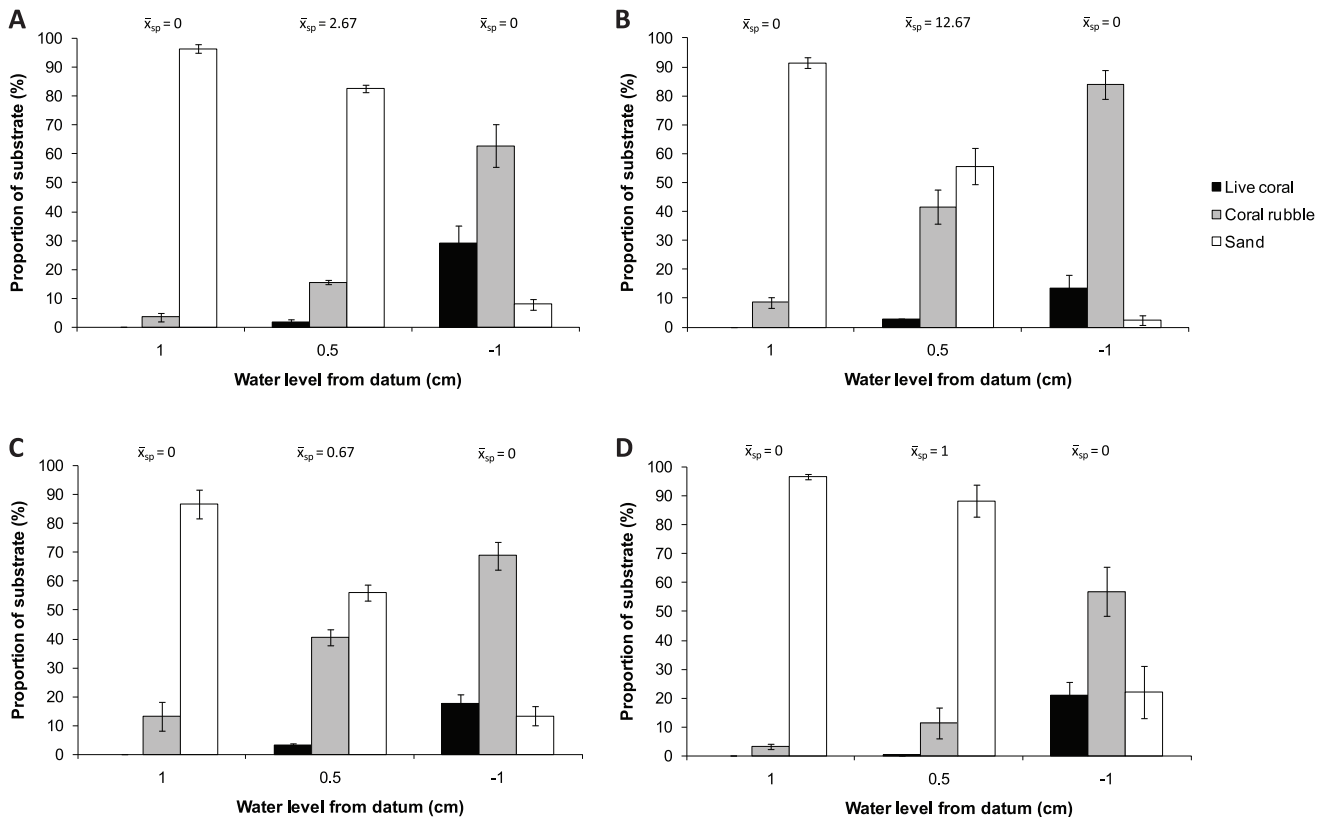 A
x̄sp = 0 x̄sp = 2.67 x̄sp = 0
Proportion of substrate (%)
100
90
80
70
60
50
40
30
20
10
0
1 0.5 -1
Water level from datum (cm)
B
x̄sp = 0 x̄sp = 12.67 x̄sp = 0
Proportion of substrate (%)
100
90
80
70
60
50
40
30
20
10
0
1 0.5 -1
Water level from datum (cm)
Live coral
Coral rubble
Sand
C
x̄sp = 0 x̄sp = 0.67 x̄sp = 0
Proportion of substrate (%)
100
90
80
70
60
50
40
30
20
10
0
1 0.5 -1
Water level from datum (cm)
D
x̄sp = 0 x̄sp = 1 x̄sp = 0
Proportion of substrate (%)
100
90
80
70
60
50
40
30
20
10
0
1 0.5 -1
Water level from datum (cm)